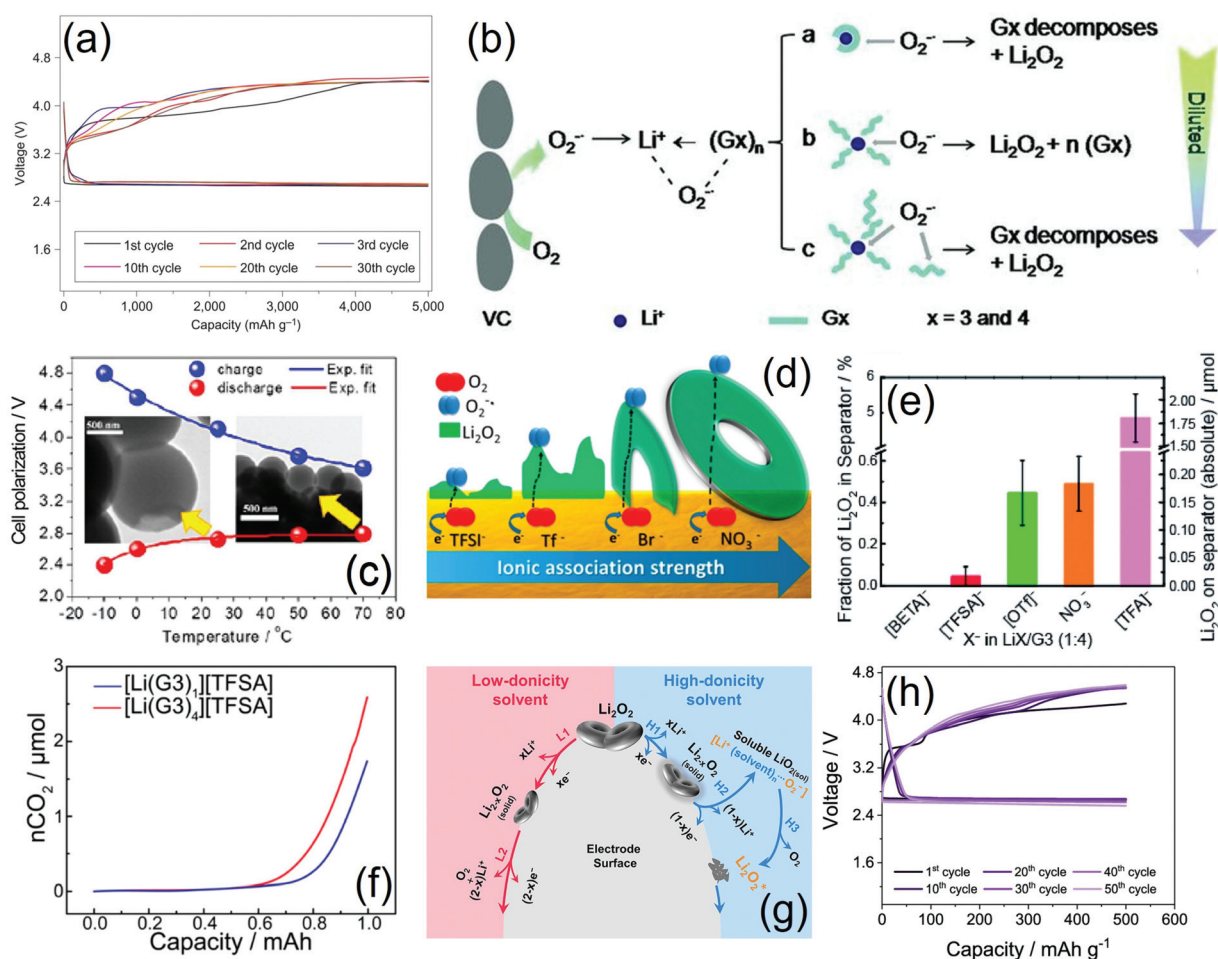 (a)
4.8
4.0
3.2
2.4
1.6
Voltage (V)
1st cycle 2nd cycle 3rd cycle
10th cycle 20th cycle 30th cycle
0 1,000 2,000 3,000 4,000 5,000
Capacity (mAh g⁻¹)
(b)
O₂⁻· → Li⁺ ← (Gx)ₙ
O₂⁻·
O₂
VC
a O₂⁻· → Gx decomposes
+ Li₂O₂
b O₂⁻· → Li₂O₂ + n (Gx)
c O₂⁻· → Gx decomposes
+ Li₂O₂
Diluted
Li⁺ Gx x = 3 and 4
(c)
4.8
4.4
4.0
3.6
3.2
2.8
2.4
2.0
Cell polarization / V
charge Exp. fit
discharge Exp. fit
500 nm
500 nm
-20 -10 0 10 20 30 40 50 60 70 80
Temperature / °C
(d)
O₂
O₂⁻•
Li₂O₂
e⁻ TFSI⁻ e⁻ Tf⁻ e⁻ Br⁻ e⁻ NO₃⁻
Ionic association strength
(e)
Fraction of Li₂O₂ in Separator / %
6
5
0.6
0.4
0.2
0.0
2.00
1.75
1.50
0.20
0.15
0.10
0.05
0.00
Li₂O₂ on separator (absolute) / μmol
[BETA]⁻ [TFSA]⁻ [OTf]⁻ NO₃⁻ [TFA]⁻
X⁻ in LiX/G3 (1:4)
(f)
3
2
1
0
nCO₂ / μmol
[Li(G3)₁][TFSA]
[Li(G3)₄][TFSA]
0.0 0.2 0.4 0.6 0.8 1.0
Capacity / mAh
(g)
Low-donicity
solvent
High-donicity
solvent
Li₂O₂
L1
xLi⁺
xe⁻
Li₂₋ₓO₂
(solid)
L2
O₂
+
(2-x)Li⁺
(2-x)e⁻
H1
xLi⁺
xe⁻
Li₂₋ₓO₂
(solid)
H2
(1-x)Li⁺
(1-x)e⁻
Soluble LiO₂(sol)
[Li⁺ (solvent)ₙ---O₂⁻]
H3
O₂
Li₂O₂*
Electrode
Surface
(h)
4.8
3.6
2.4
1.2
Voltage / V
1ˢᵗ cycle 20ᵗʰ cycle 40ᵗʰ cycle
10ᵗʰ cycle 30ᵗʰ cycle 50ᵗʰ cycle
0 100 200 300 400 500 600
Capacity / mAh g⁻¹